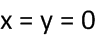 x = y = 0